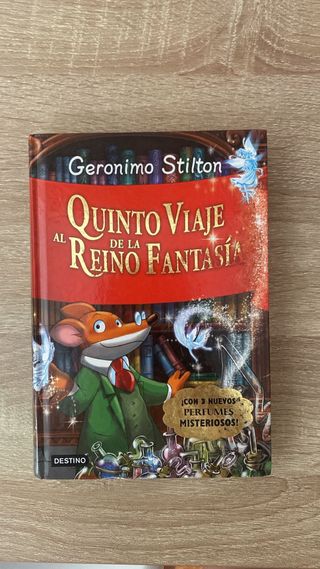 Geronimo Stilton
QUINTO VIAJE
AL DE LA
REINO FANTASÍA
¡CON 3 NUEVOS
PERFUMES
MISTERIOSOS!
DESTINO